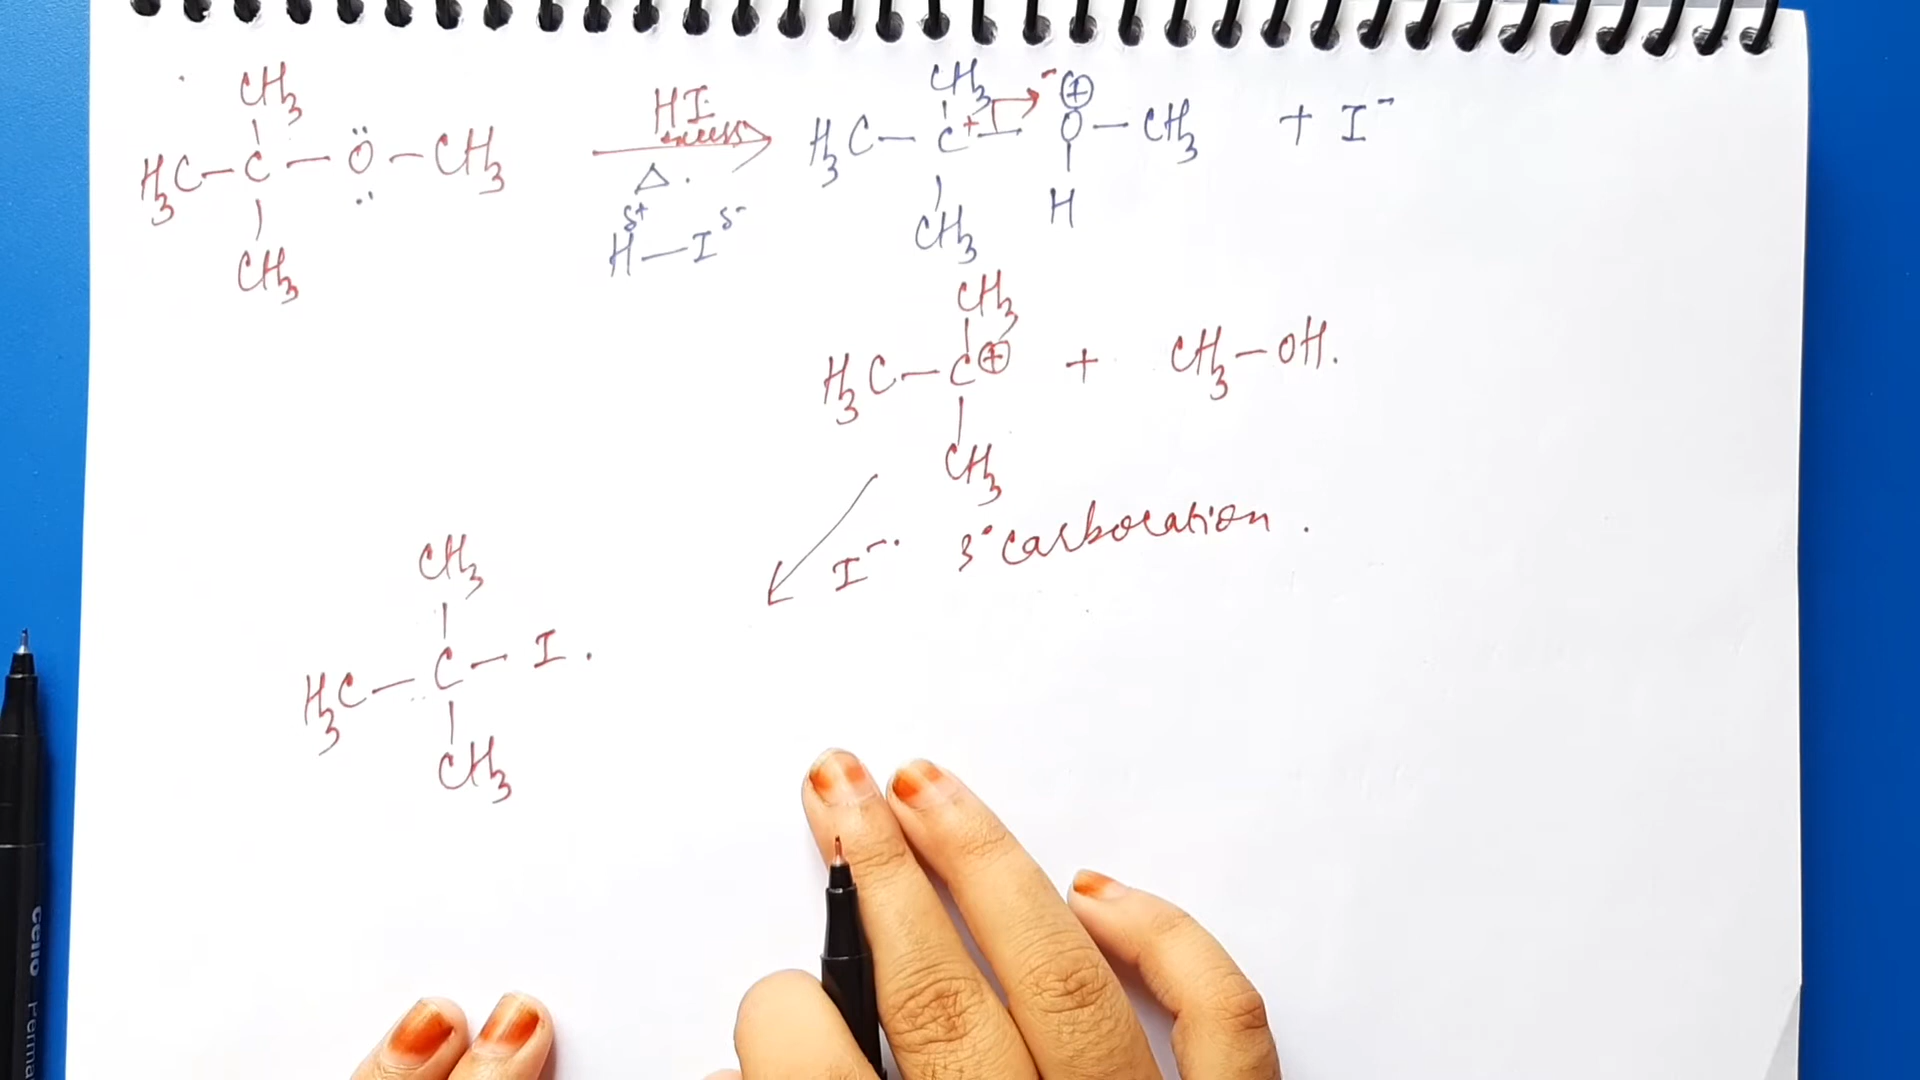 CH3 CH3
HI
excess
H3C-C-Ö-CH3 H3C-C+-O⊕-CH3 + I-
Δ.
CH3 CH3 H
δ+ δ-
H-I
CH3
H3C-C⊕ + CH3-OH.
CH3
I-. 3° carbocation.
CH3
H3C-C-I.
CH3
cello